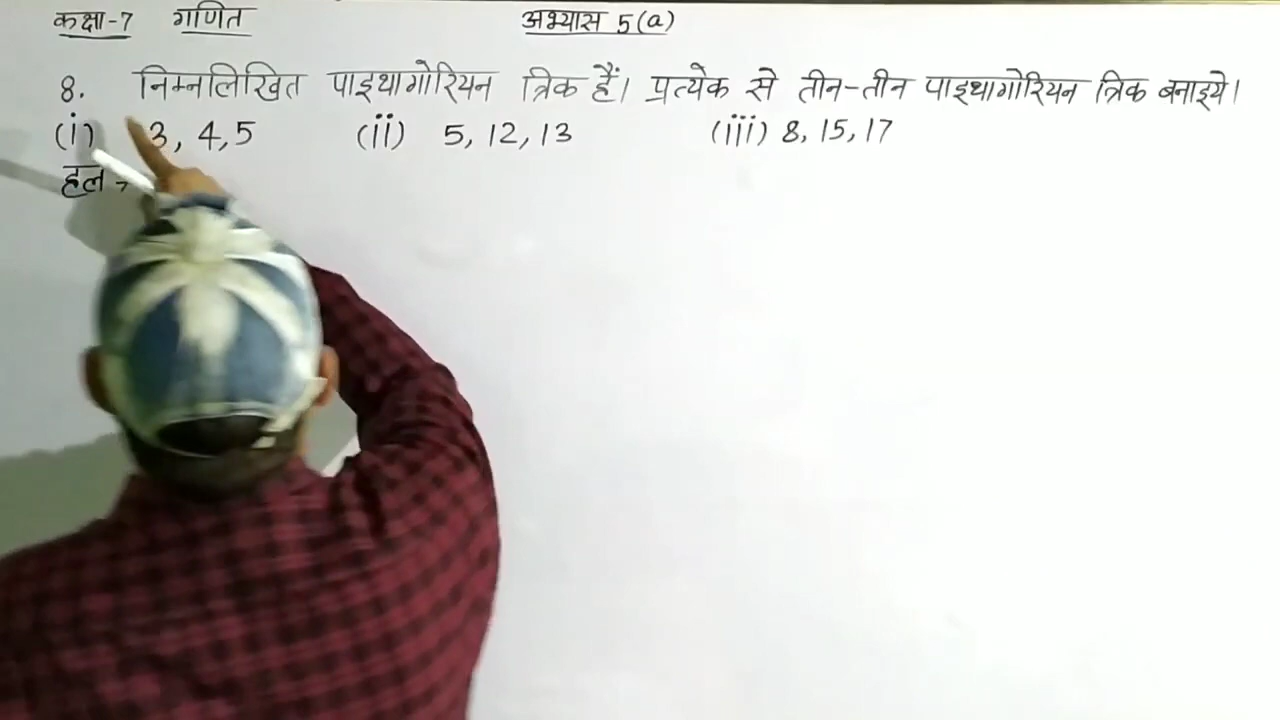 कक्षा-7 गणित अभ्यास 5(a)
8. निम्नलिखित पाइथागोरियन त्रिक हैं। प्रत्येक से तीन-तीन पाइथागोरियन त्रिक बनाइये।
(i) 3, 4, 5 (ii) 5, 12, 13 (iii) 8, 15, 17
हल →